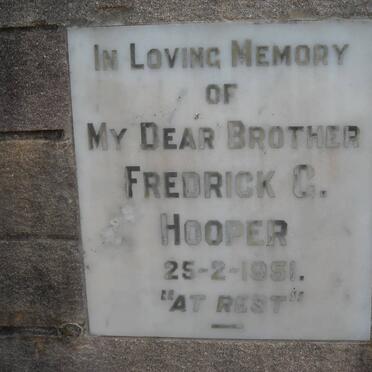 IN LOVING MEMORY
OF
MY DEAR BROTHER
FREDRICK G.
HOOPER
25-2-1951.
"AT REST"